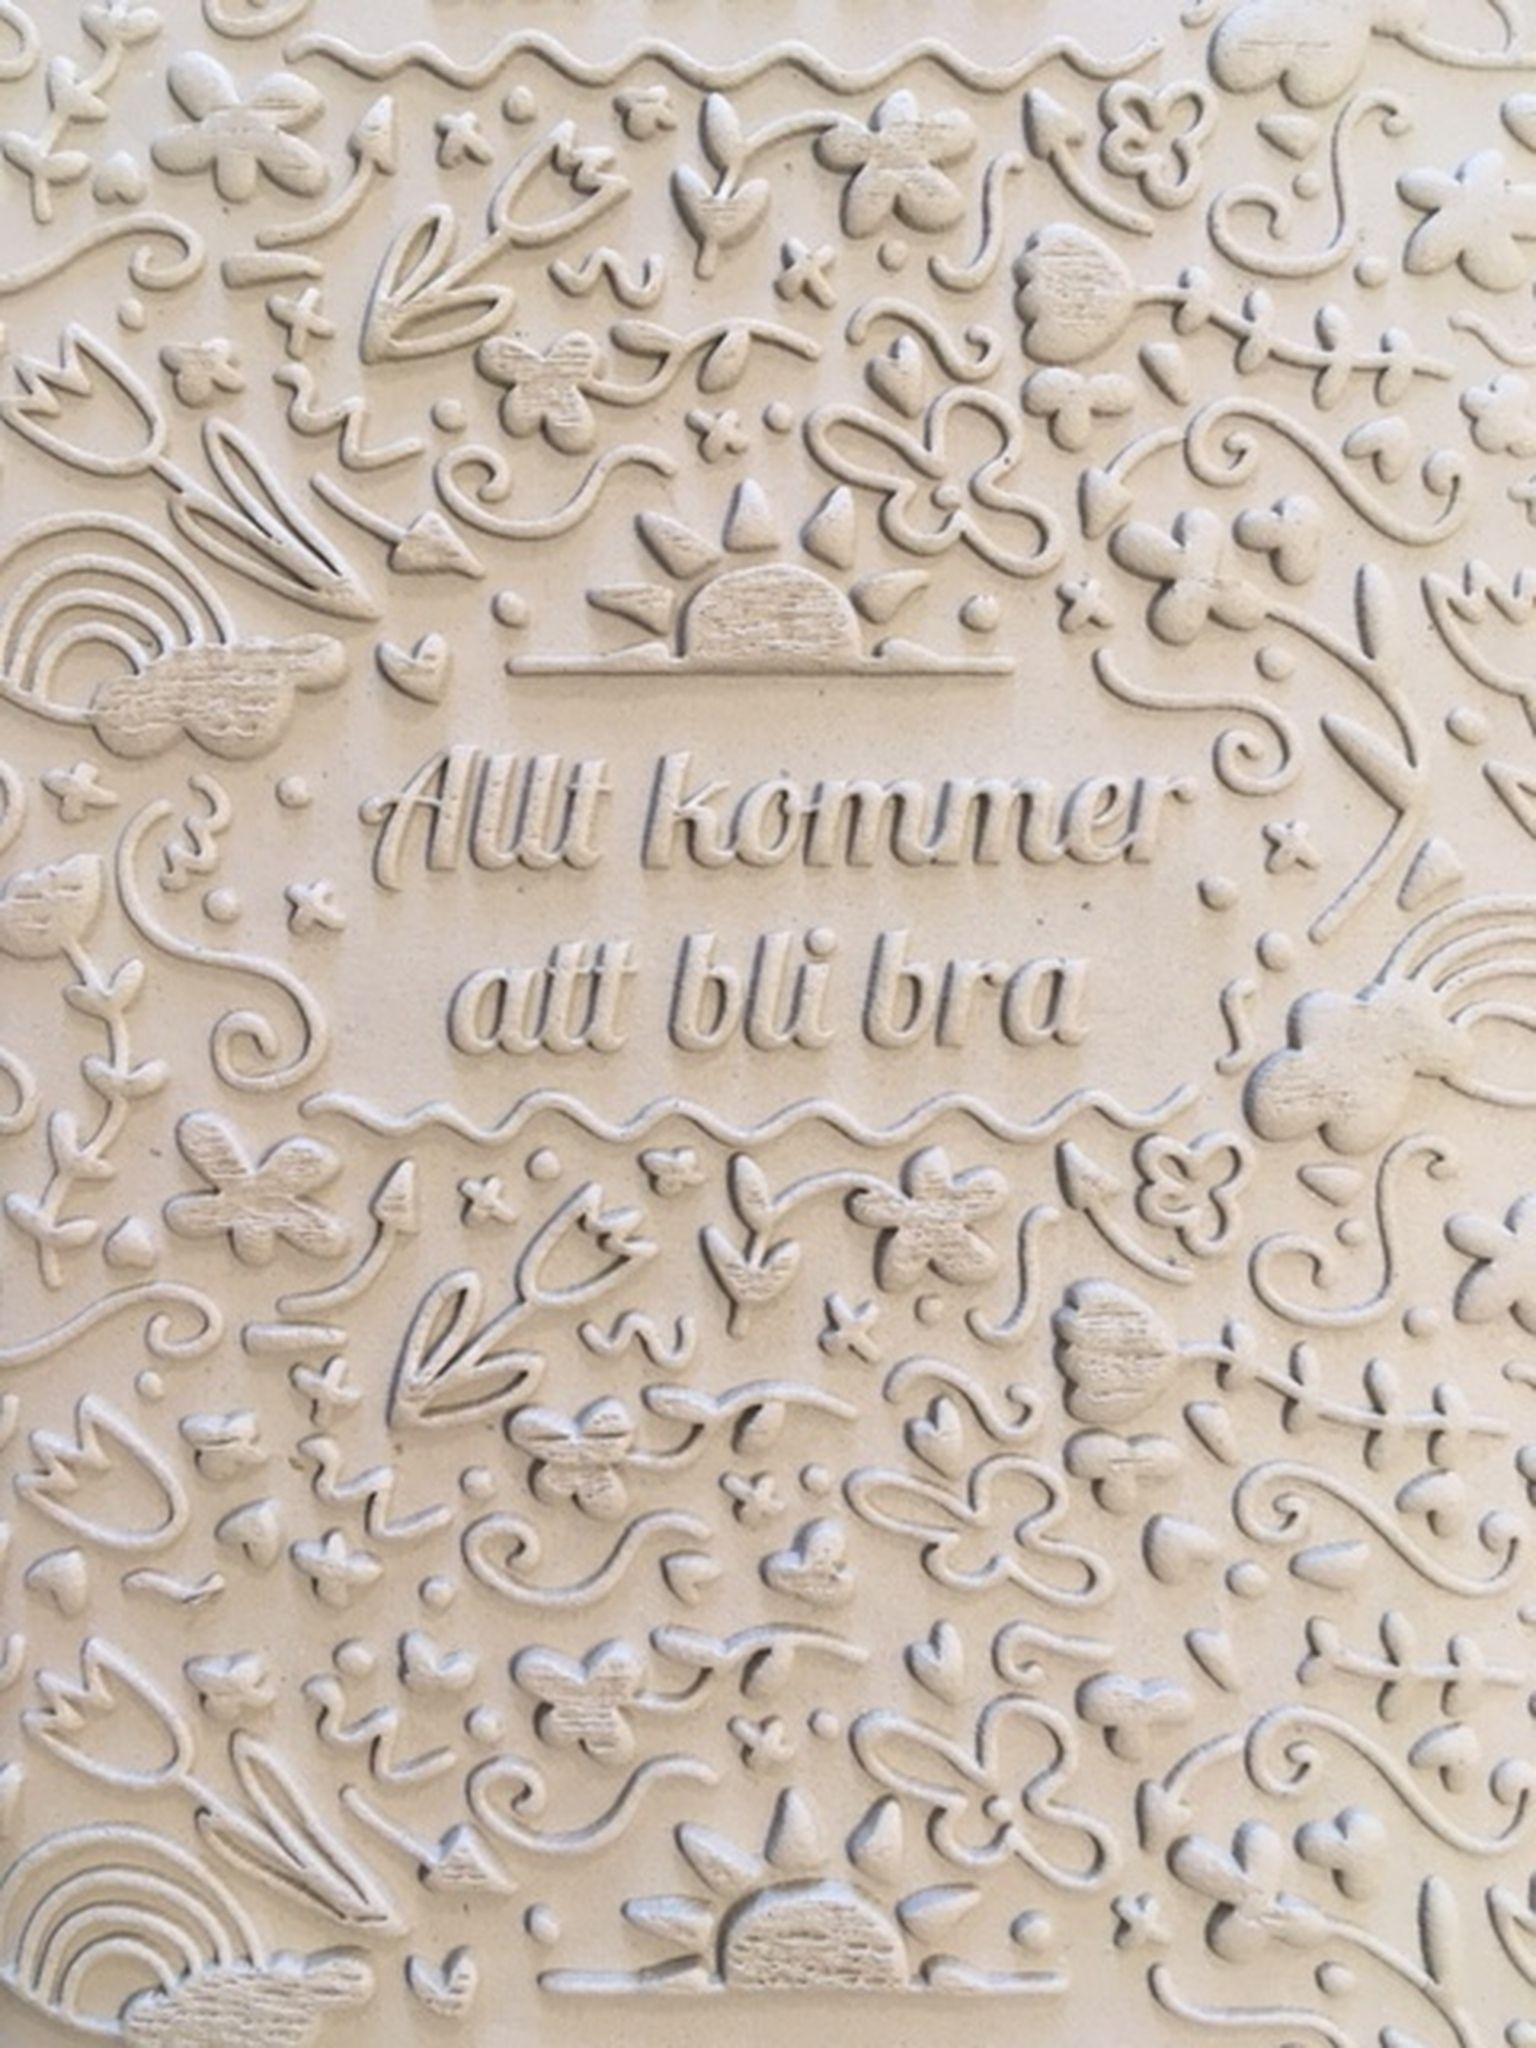 Allt kommer
att bli bra